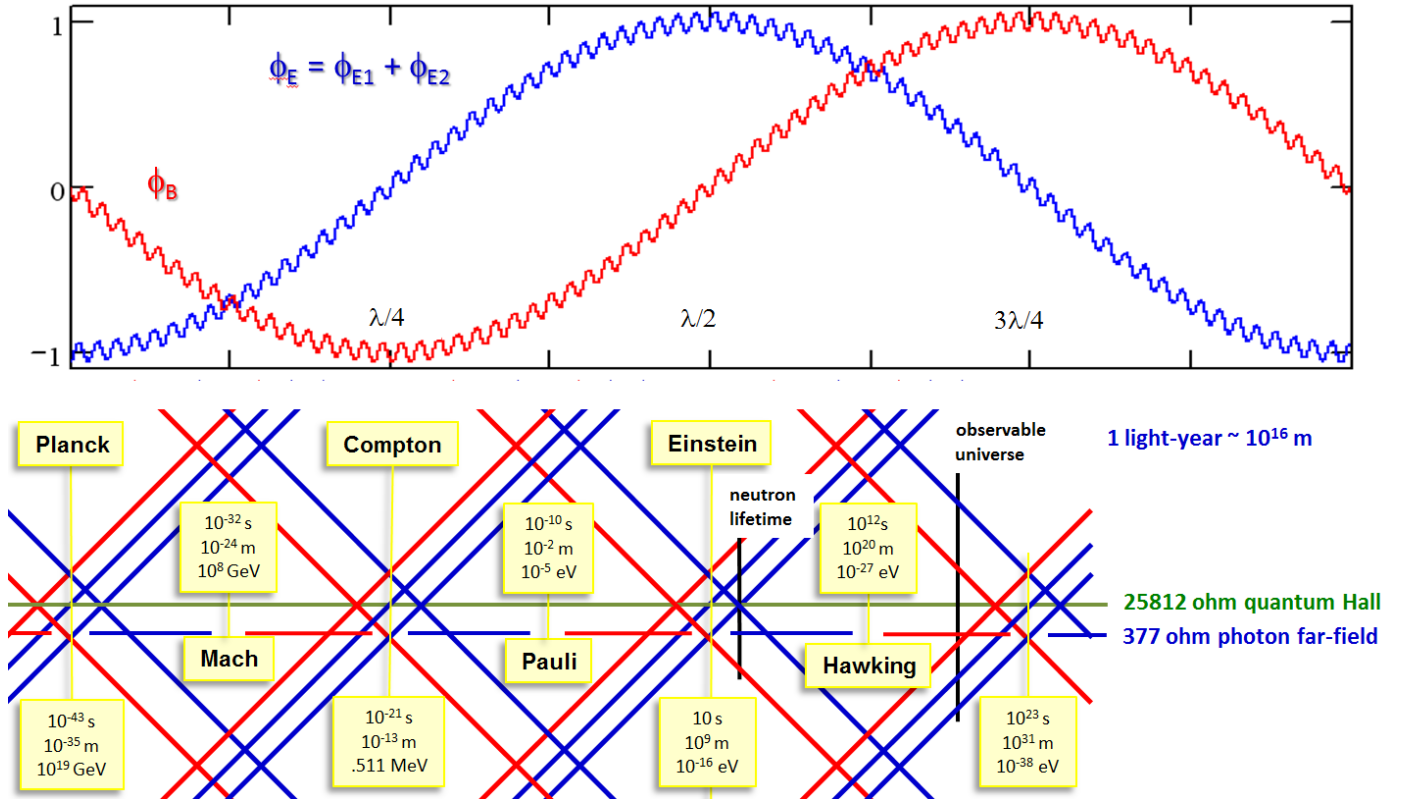 1
ϕE = ϕE1 + ϕE2
ϕB
0
λ/4
λ/2
3λ/4
−1
Planck
Compton
Einstein
observable
universe
1 light-year ~ 10¹⁶ m
neutron
lifetime
10⁻³² s
10⁻²⁴ m
10⁸ GeV
10⁻¹⁰ s
10⁻² m
10⁻⁵ eV
10¹² s
10²⁰ m
10⁻²⁷ eV
25812 ohm quantum Hall
377 ohm photon far-field
Mach
Pauli
Hawking
10⁻⁴³ s
10⁻³⁵ m
10¹⁹ GeV
10⁻²¹ s
10⁻¹³ m
.511 MeV
10 s
10⁹ m
10⁻¹⁶ eV
10²³ s
10³¹ m
10⁻³⁸ eV